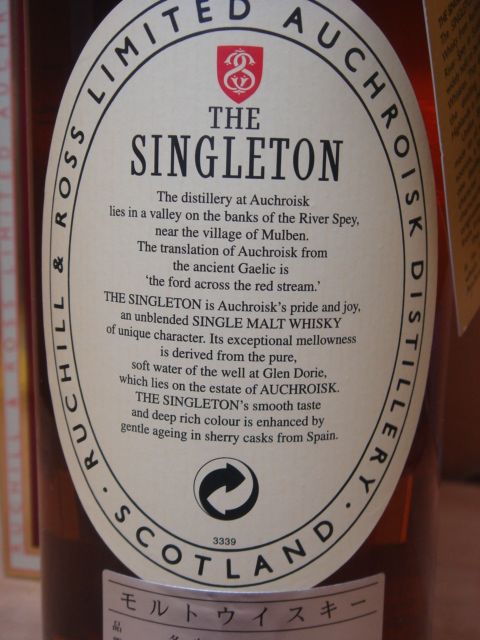 RUCHILL & ROSS LIMITED AUCHROISK DISTILLERY
SCOTLAND
THE
SINGLETON
The distillery at Auchroisk
lies in a valley on the banks of the River Spey,
near the village of Mulben.
The translation of Auchroisk from
the ancient Gaelic is
‘the ford across the red stream.’
THE SINGLETON is Auchroisk's pride and joy,
an unblended SINGLE MALT WHISKY
of unique character. Its exceptional mellowness
is derived from the pure,
soft water of the well at Glen Dorie,
which lies on the estate of AUCHROISK.
THE SINGLETON's smooth taste
and deep rich colour is enhanced by
gentle ageing in sherry casks from Spain.
3339
モルトウイスキー